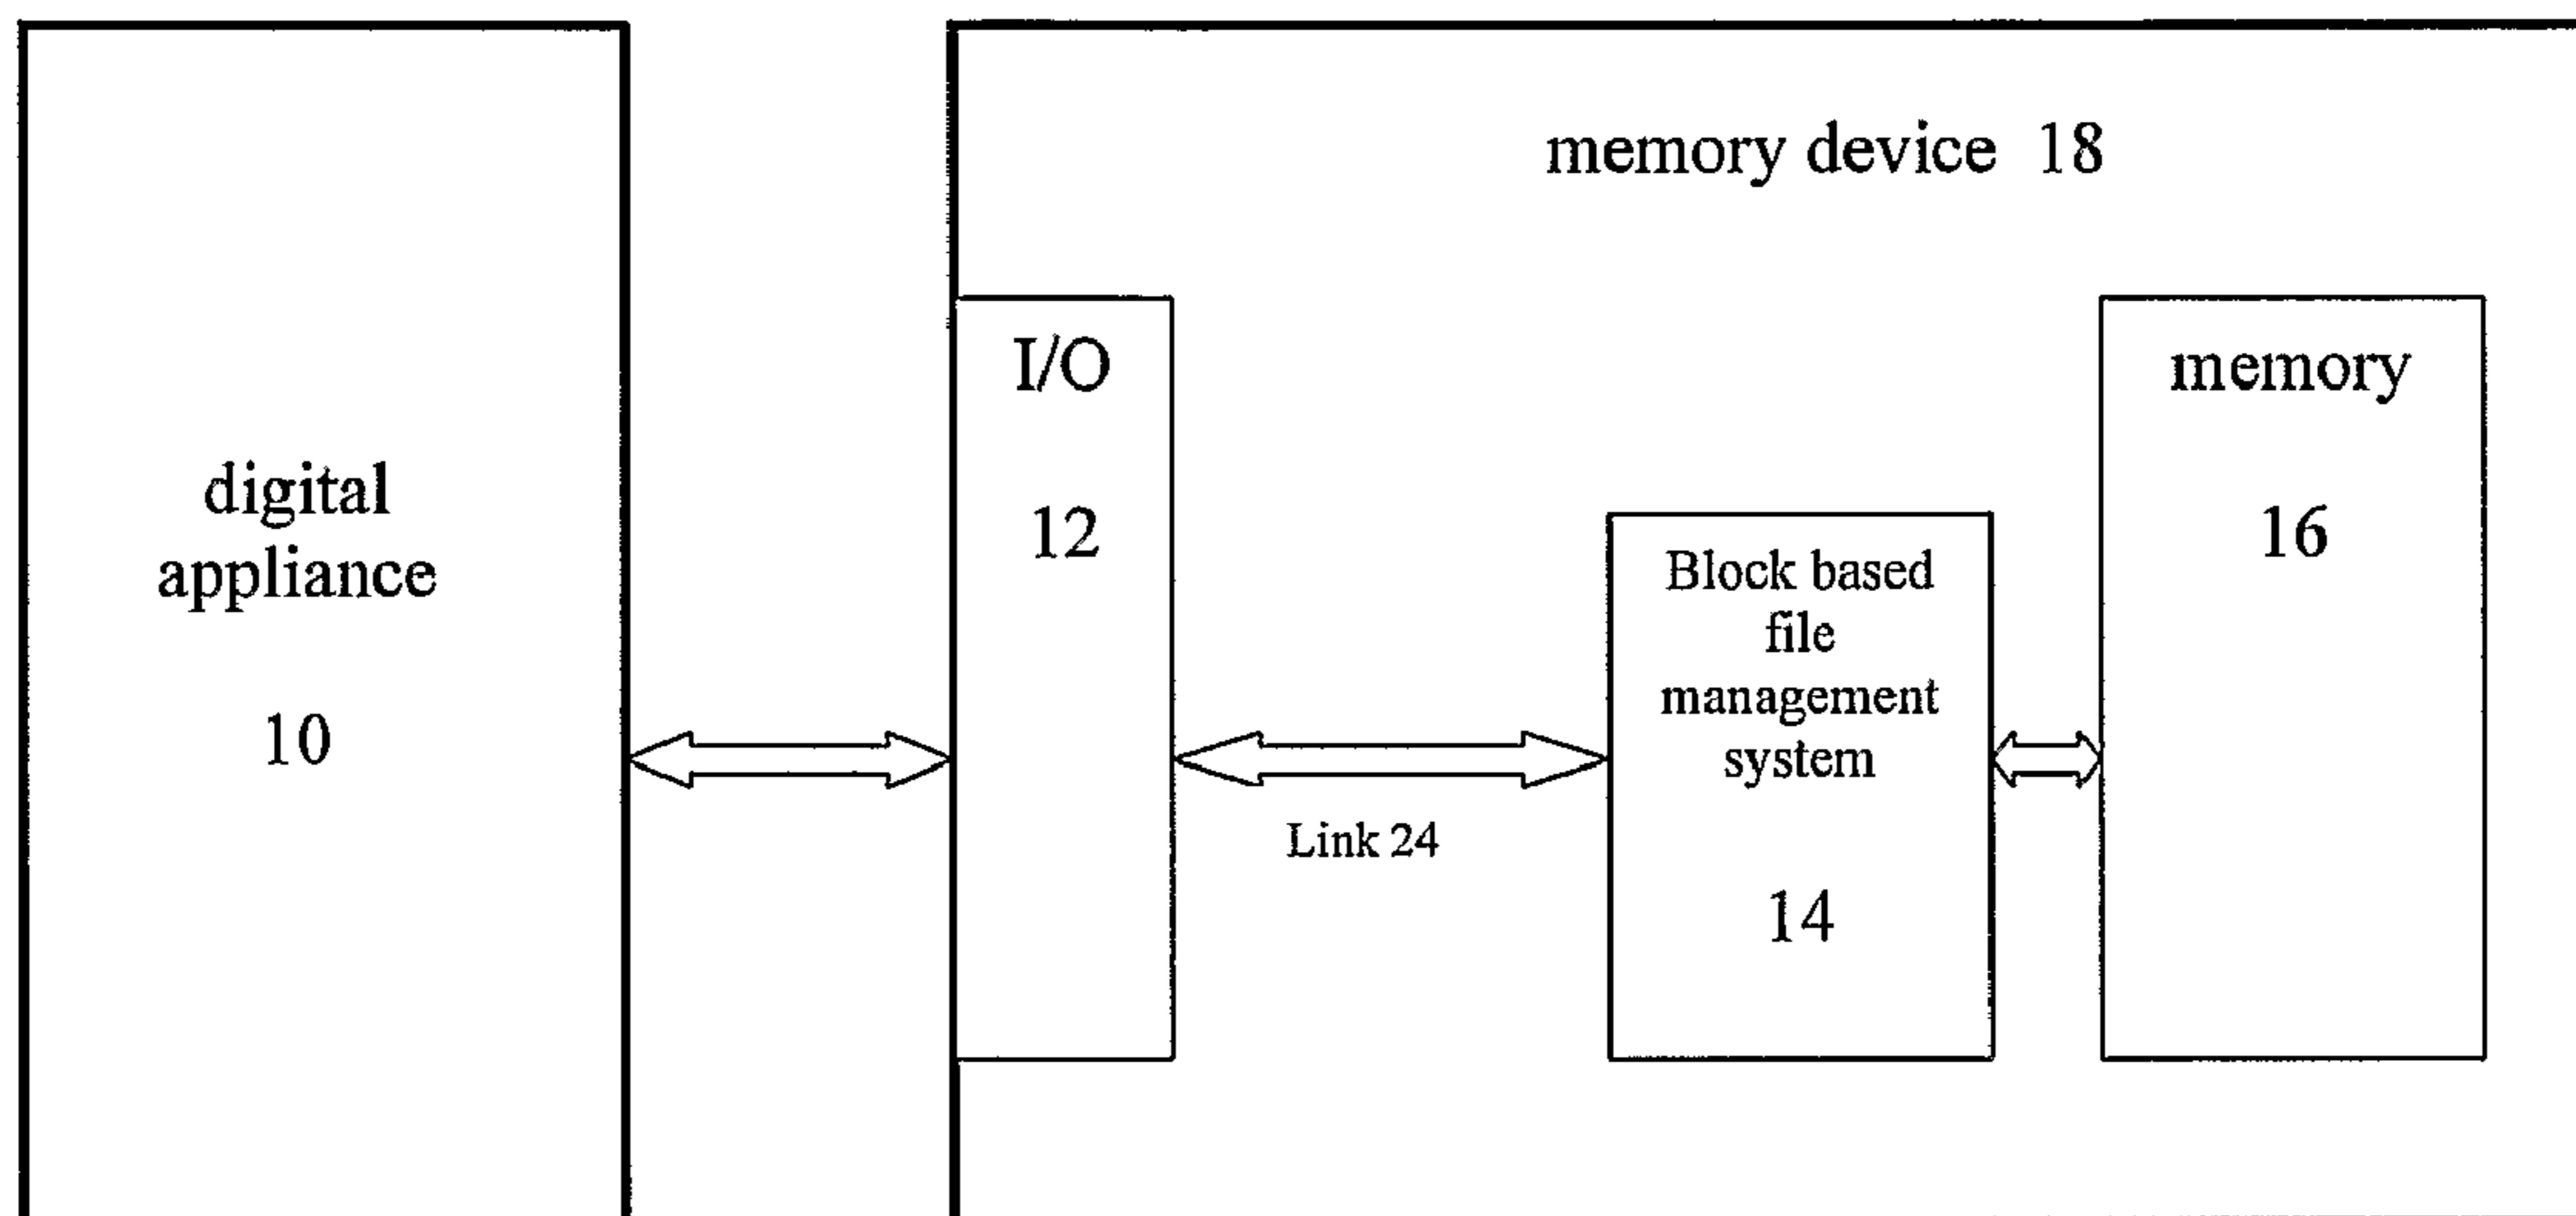 memory device 18
digital
appliance
10
I/O
12
Link 24
Block based
file
management
system
14
memory
16